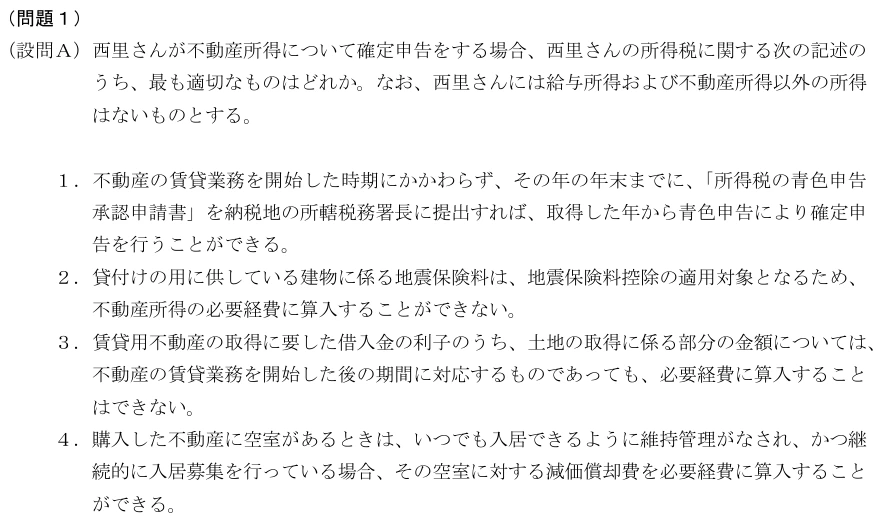 （問題１）
（設問Ａ）西里さんが不動産所得について確定申告をする場合、西里さんの所得税に関する次の記述の
うち、最も適切なものはどれか。なお、西里さんには給与所得および不動産所得以外の所得
はないものとする。
１．不動産の賃貸業務を開始した時期にかかわらず、その年の年末までに、「所得税の青色申告
承認申請書」を納税地の所轄税務署長に提出すれば、取得した年から青色申告により確定申
告を行うことができる。
２．貸付けの用に供している建物に係る地震保険料は、地震保険料控除の適用対象となるため、
不動産所得の必要経費に算入することができない。
３．賃貸用不動産の取得に要した借入金の利子のうち、土地の取得に係る部分の金額については、
不動産の賃貸業務を開始した後の期間に対応するものであっても、必要経費に算入すること
はできない。
４．購入した不動産に空室があるときは、いつでも入居できるように維持管理がなされ、かつ継
続的に入居募集を行っている場合、その空室に対する減価償却費を必要経費に算入すること
ができる。